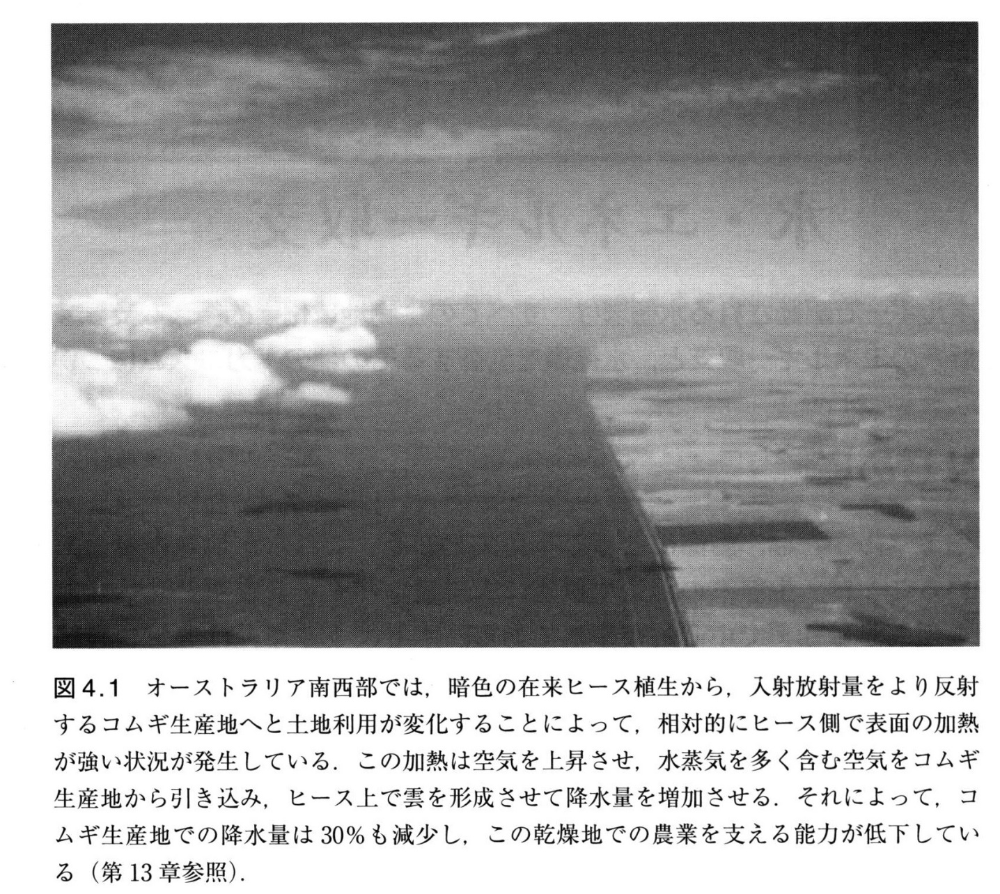 図4.1 オーストラリア南西部では，暗色の在来ヒース植生から，入射放射量をより反射
するコムギ生産地へと土地利用が変化することによって，相対的にヒース側で表面の加熱
が強い状況が発生している．この加熱は空気を上昇させ，水蒸気を多く含む空気をコムギ
生産地から引き込み，ヒース上で雲を形成させて降水量を増加させる．それによって，コ
ムギ生産地での降水量は30%も減少し，この乾燥地での農業を支える能力が低下してい
る（第13章参照）．